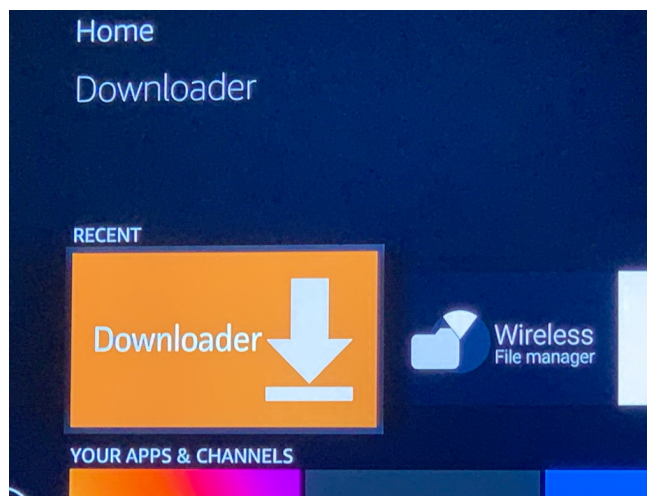 Home
Downloader
RECENT
Downloader
Wireless
File manager
YOUR APPS & CHANNELS